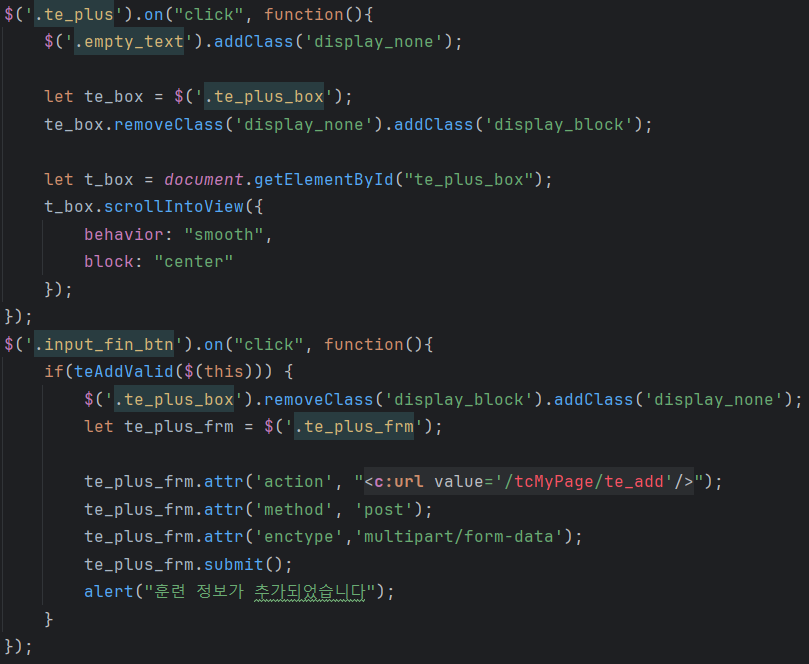 $('.te_plus').on("click", function(){
    $('.empty_text').addClass('display_none');

    let te_box = $('.te_plus_box');
    te_box.removeClass('display_none').addClass('display_block');

    let t_box = document.getElementById("te_plus_box");
    t_box.scrollIntoView({
        behavior: "smooth",
        block: "center"
    });
});
$('.input_fin_btn').on("click", function(){
    if(teAddValid($(this))) {
        $('.te_plus_box').removeClass('display_block').addClass('display_none');
        let te_plus_frm = $('.te_plus_frm');

        te_plus_frm.attr('action', "<c:url value='/tcMyPage/te_add'/>");
        te_plus_frm.attr('method', 'post');
        te_plus_frm.attr('enctype','multipart/form-data');
        te_plus_frm.submit();
        alert("훈련 정보가 추가되었습니다");
    }
});